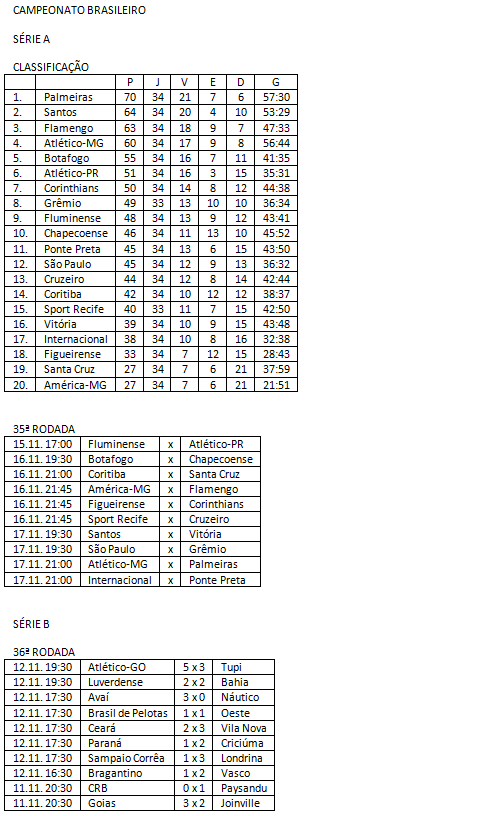 CAMPEONATO BRASILEIRO
SÉRIE A
CLASSIFICAÇÃO
P J V E D G
1. Palmeiras 70 34 21 7 6 57:30
2. Santos 64 34 20 4 10 53:29
3. Flamengo 63 34 18 9 7 47:33
4. Atlético-MG 60 34 17 9 8 56:44
5. Botafogo 55 34 16 7 11 41:35
6. Atlético-PR 51 34 16 3 15 35:31
7. Corinthians 50 34 14 8 12 44:38
8. Grêmio 49 33 13 10 10 36:34
9. Fluminense 48 34 13 9 12 43:41
10. Chapecoense 46 34 11 13 10 45:52
11. Ponte Preta 45 34 13 6 15 43:50
12. São Paulo 45 34 12 9 13 36:32
13. Cruzeiro 44 34 12 8 14 42:44
14. Coritiba 42 34 10 12 12 38:37
15. Sport Recife 40 33 11 7 15 42:50
16. Vitória 39 34 10 9 15 43:48
17. Internacional 38 34 10 8 16 32:38
18. Figueirense 33 34 7 12 15 28:43
19. Santa Cruz 27 34 7 6 21 37:59
20. América-MG 27 34 7 6 21 21:51
35ª RODADA
15.11. 17:00 Fluminense x Atlético-PR
16.11. 19:30 Botafogo x Chapecoense
16.11. 21:00 Coritiba x Santa Cruz
16.11. 21:45 América-MG x Flamengo
16.11. 21:45 Figueirense x Corinthians
16.11. 21:45 Sport Recife x Cruzeiro
17.11. 19:30 Santos x Vitória
17.11. 19:30 São Paulo x Grêmio
17.11. 21:00 Atlético-MG x Palmeiras
17.11. 21:00 Internacional x Ponte Preta
SÉRIE B
36ª RODADA
12.11. 19:30 Atlético-GO 5 x 3 Tupi
12.11. 19:30 Luverdense 2 x 2 Bahia
12.11. 17:30 Avaí 3 x 0 Náutico
12.11. 17:30 Brasil de Pelotas 1 x 1 Oeste
12.11. 17:30 Ceará 2 x 3 Vila Nova
12.11. 17:30 Paraná 1 x 2 Criciúma
12.11. 17:30 Sampaio Corrêa 1 x 3 Londrina
12.11. 16:30 Bragantino 1 x 2 Vasco
11.11. 20:30 CRB 0 x 1 Paysandu
11.11. 20:30 Goias 3 x 2 Joinville